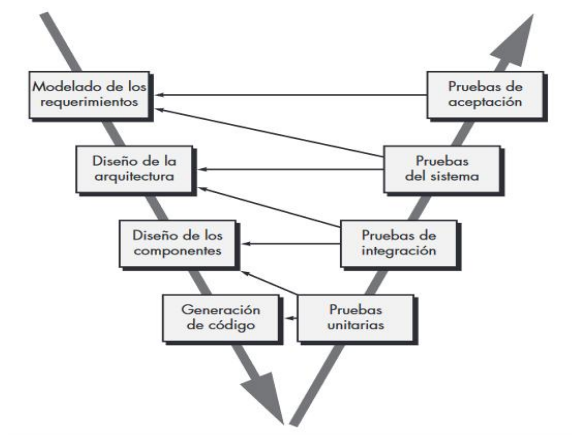 Modelado de los
requerimientos
Pruebas de
aceptación
Diseño de la
arquitectura
Pruebas
del sistema
Diseño de los
componentes
Pruebas de
integración
Generación
de código
Pruebas
unitarias